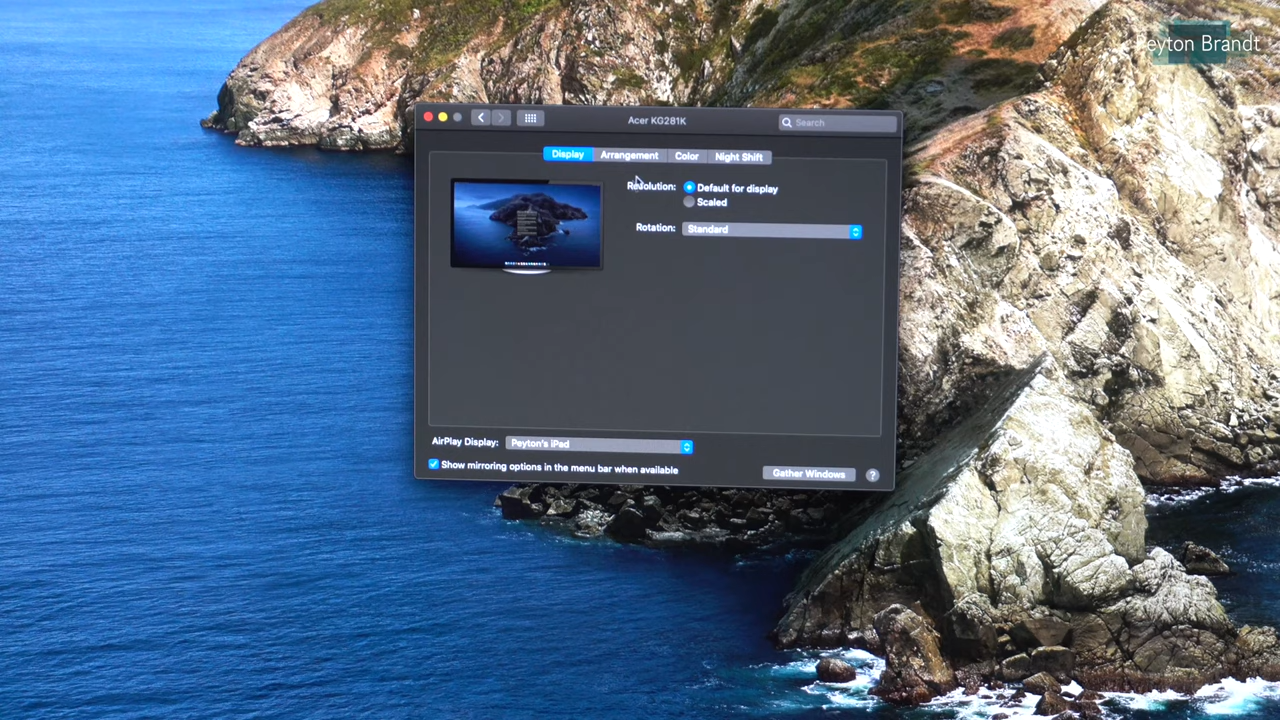 eyton Brandt
Acer KG281K
Search
Display
Arrangement
Color
Night Shift
Resolution:
Default for display
Scaled
Rotation:
Standard
AirPlay Display:
Peyton's iPad
Show mirroring options in the menu bar when available
Gather Windows
?